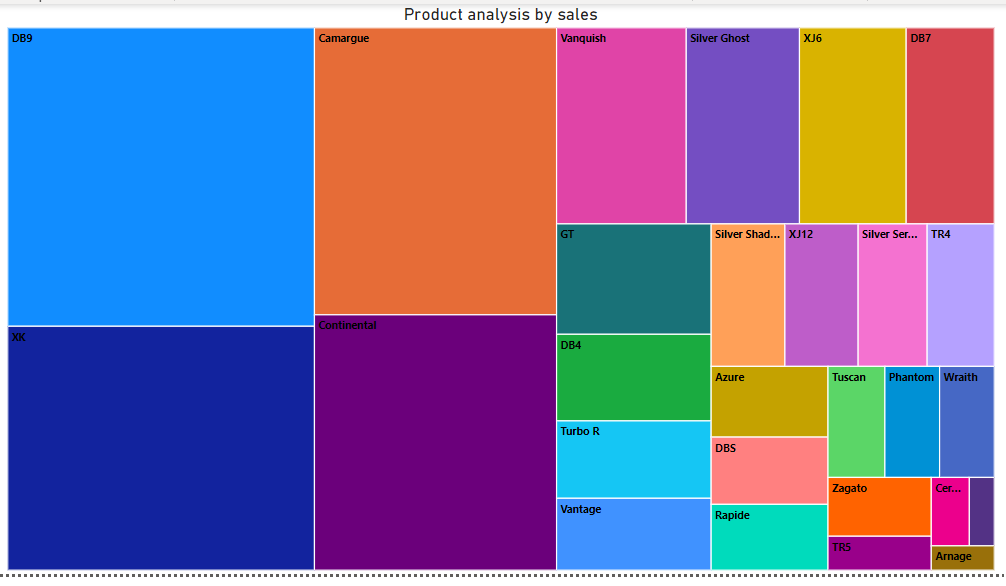 Product analysis by sales
DB9
Camargue
Vanquish
Silver Ghost
XJ6
DB7
GT
Silver Shad...
XJ12
Silver Ser...
TR4
Continental
XK
DB4
Azure
Tuscan
Phantom
Wraith
Turbo R
DBS
Zagato
Cer...
Vantage
Rapide
TR5
Arnage